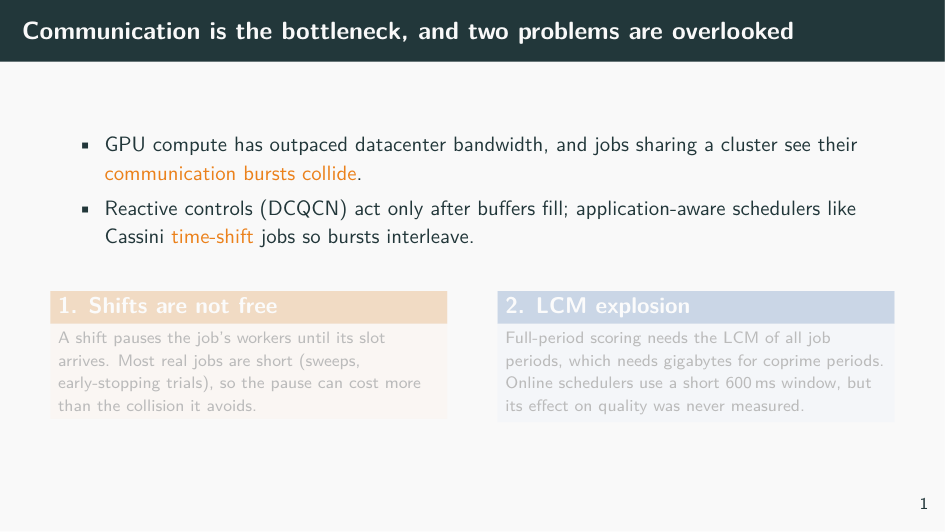 Communication is the bottleneck, and two problems are overlooked
▪ GPU compute has outpaced datacenter bandwidth, and jobs sharing a cluster see their
communication bursts collide.
▪ Reactive controls (DCQCN) act only after buffers fill; application-aware schedulers like
Cassini time-shift jobs so bursts interleave.
1. Shifts are not free
A shift pauses the job's workers until its slot
arrives. Most real jobs are short (sweeps,
early-stopping trials), so the pause can cost more
than the collision it avoids.
2. LCM explosion
Full-period scoring needs the LCM of all job
periods, which needs gigabytes for coprime periods.
Online schedulers use a short 600 ms window, but
its effect on quality was never measured.
1